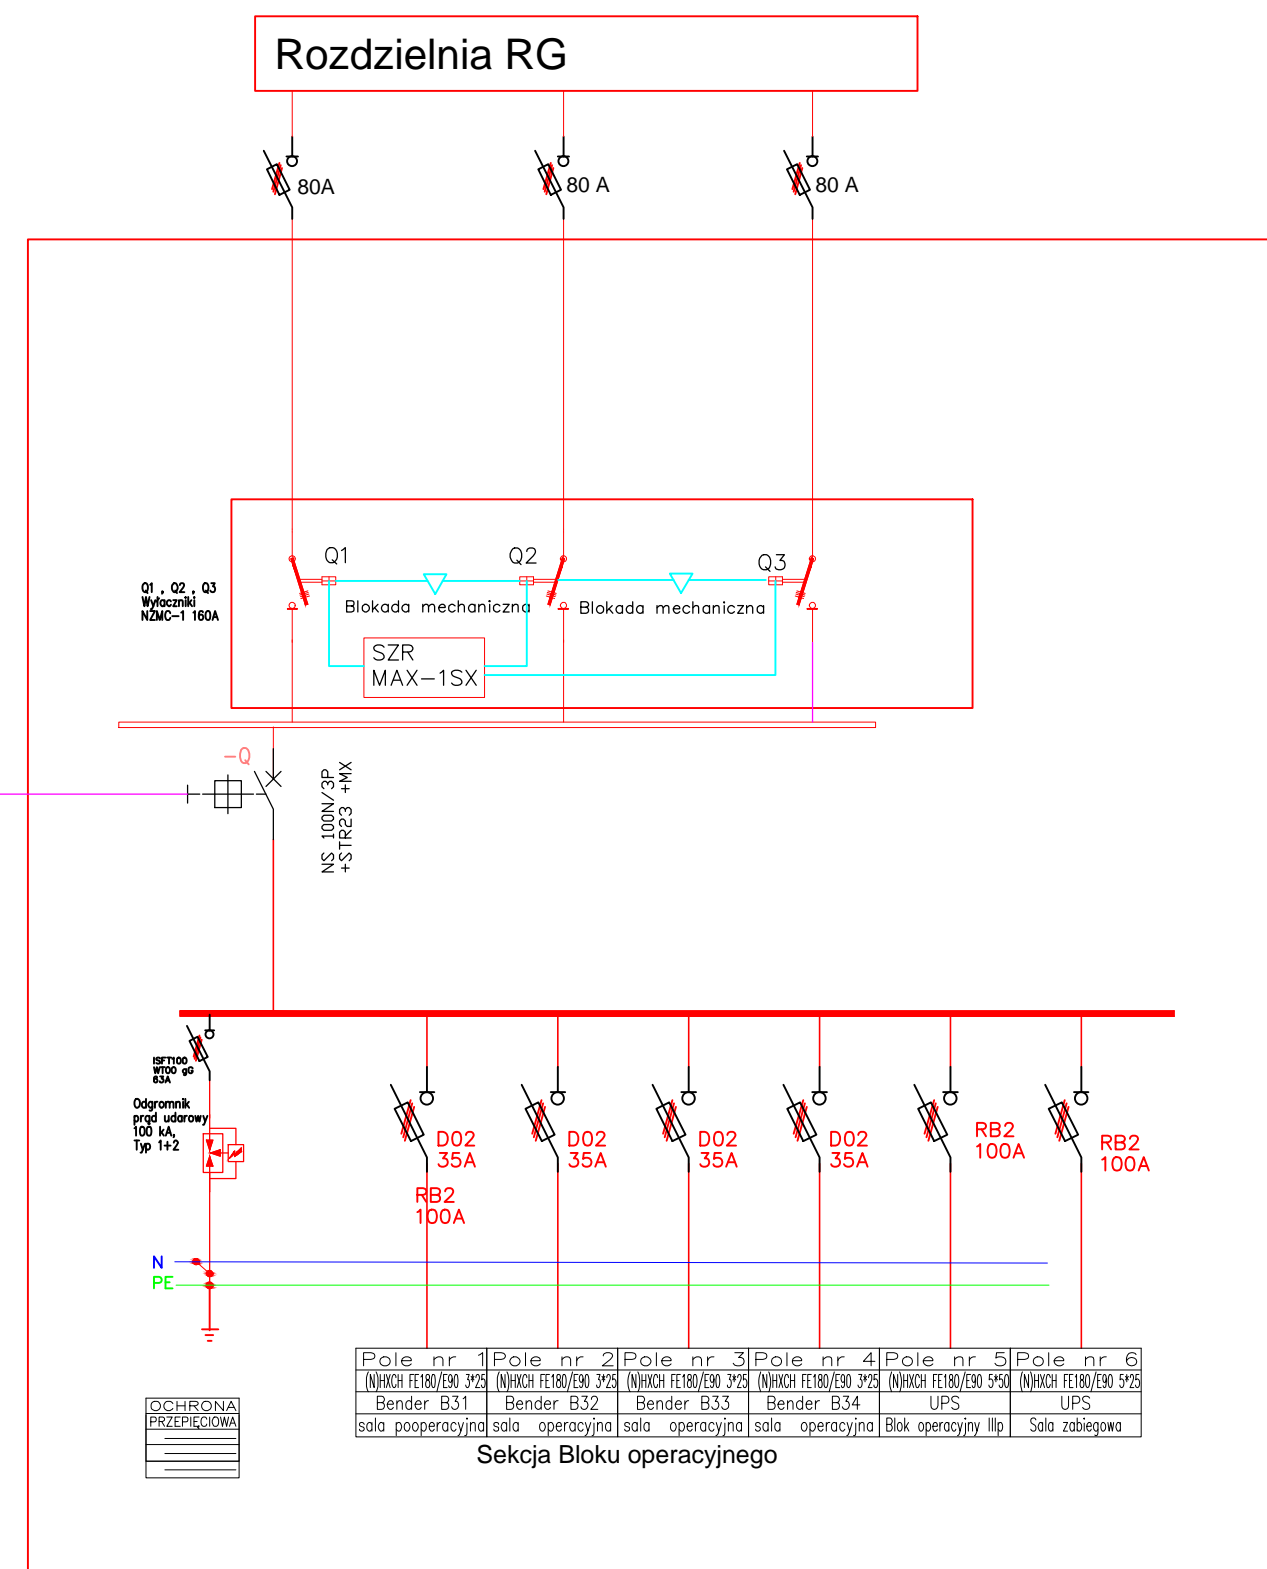 Rozdzielnia RG
80A
80 A
80 A
Q1
Q2
Q3
Q1 , Q2 , Q3
Wyłaczniki
NZMC-1 160A
Blokada mechaniczna
Blokada mechaniczna
SZR
MAX-1SX
-Q
NS 100N/3P
+STR23 +MX
ISFT100
WT00 gG
63A
Odgromnik
prąd udarowy
100 kA,
Typ 1+2
D02
35A
D02
35A
D02
35A
D02
35A
RB2
100A
RB2
100A
RB2
100A
N
PE
Pole nr 1 Pole nr 2 Pole nr 3 Pole nr 4 Pole nr 5 Pole nr 6
(N)HXCH FE180/E90 3*25 (N)HXCH FE180/E90 3*25 (N)HXCH FE180/E90 3*25 (N)HXCH FE180/E90 3*25 (N)HXCH FE180/E90 5*50 (N)HXCH FE180/E90 5*25
Bender B31 Bender B32 Bender B33 Bender B34 UPS UPS
sala pooperacyjna sala operacyjna sala operacyjna sala operacyjna Blok operacyjny IIIp Sala zabiegowa
Sekcja Bloku operacyjnego
OCHRONA
PRZEPIĘCIOWA